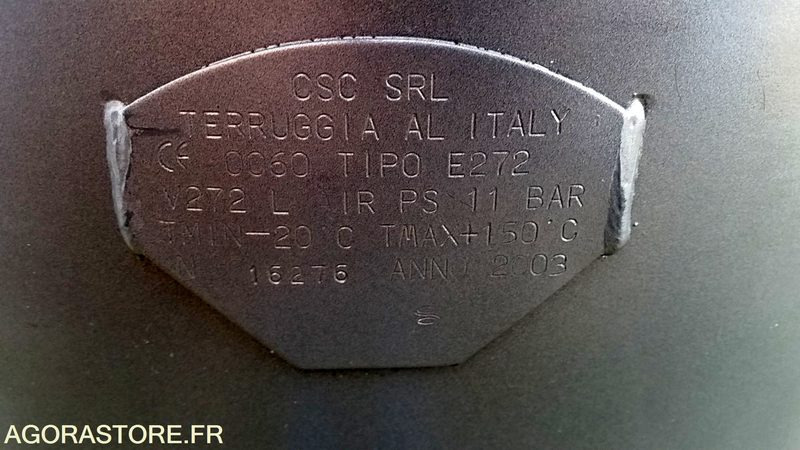 CSC SRL
TERRUGGIA AL ITALY
CE 0060 TIPO E272
V272 L AIR PS 11 BAR
TMIN-20°C TMAX+150°C
N 16276 ANNO 2003
AGORASTORE.FR